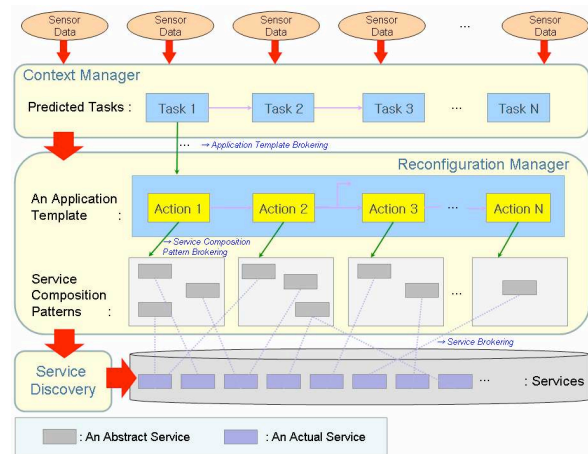 Sensor Data
Sensor Data
Sensor Data
Sensor Data
...
Sensor Data
Context Manager
Predicted Tasks :
Task 1
Task 2
Task 3
...
Task N
... → Application Template Brokering
Reconfiguration Manager
An Application Template :
Action 1
Action 2
Action 3
...
Action N
→ Service Composition
Pattern Brokering
Service
Composition
Patterns :
...
→ Service Brokering
Service
Discovery
... : Services
: An Abstract Service
: An Actual Service